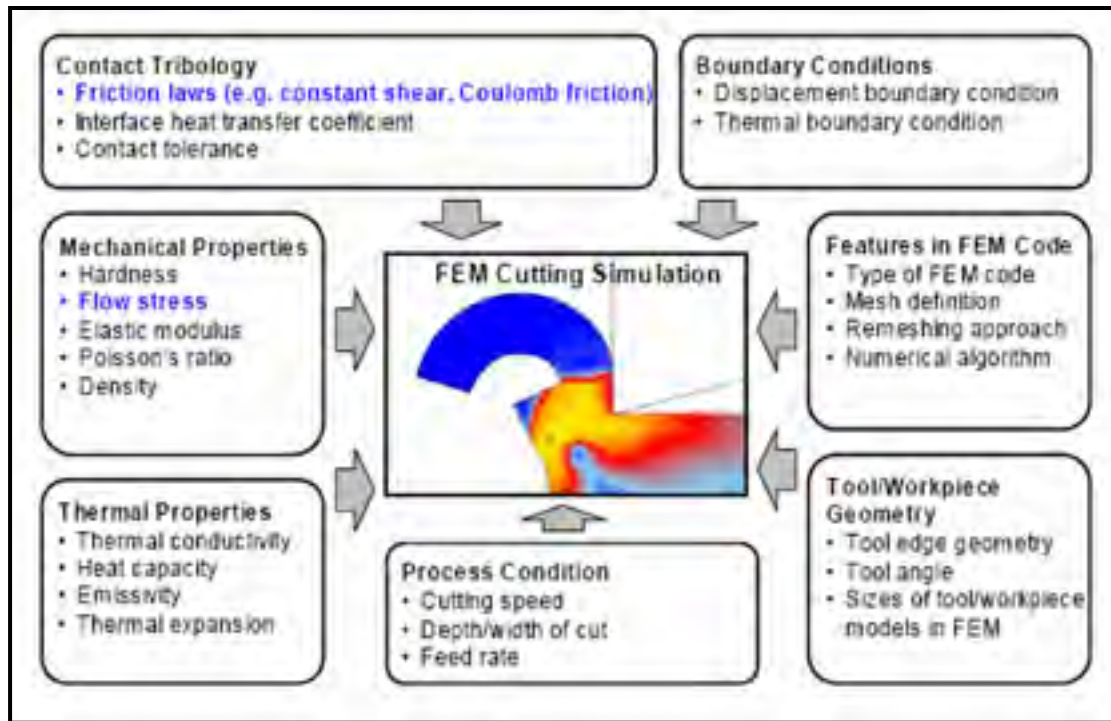 Contact Tribology
• Friction laws (e.g. constant shear, Coulomb friction)
• Interface heat transfer coefficient
• Contact tolerance
Boundary Conditions
• Displacement boundary condition
• Thermal boundary condition
Mechanical Properties
• Hardness
• Flow stress
• Elastic modulus
• Poisson's ratio
• Density
FEM Cutting Simulation
Features in FEM Code
• Type of FEM code
• Mesh definition
• Remeshing approach
• Numerical algorithm
Thermal Properties
• Thermal conductivity
• Heat capacity
• Emissivity
• Thermal expansion
Process Condition
• Cutting speed
• Depth/width of cut
• Feed rate
Tool/Workpiece
Geometry
• Tool edge geometry
• Tool angle
• Sizes of tool/workpiece
models in FEM